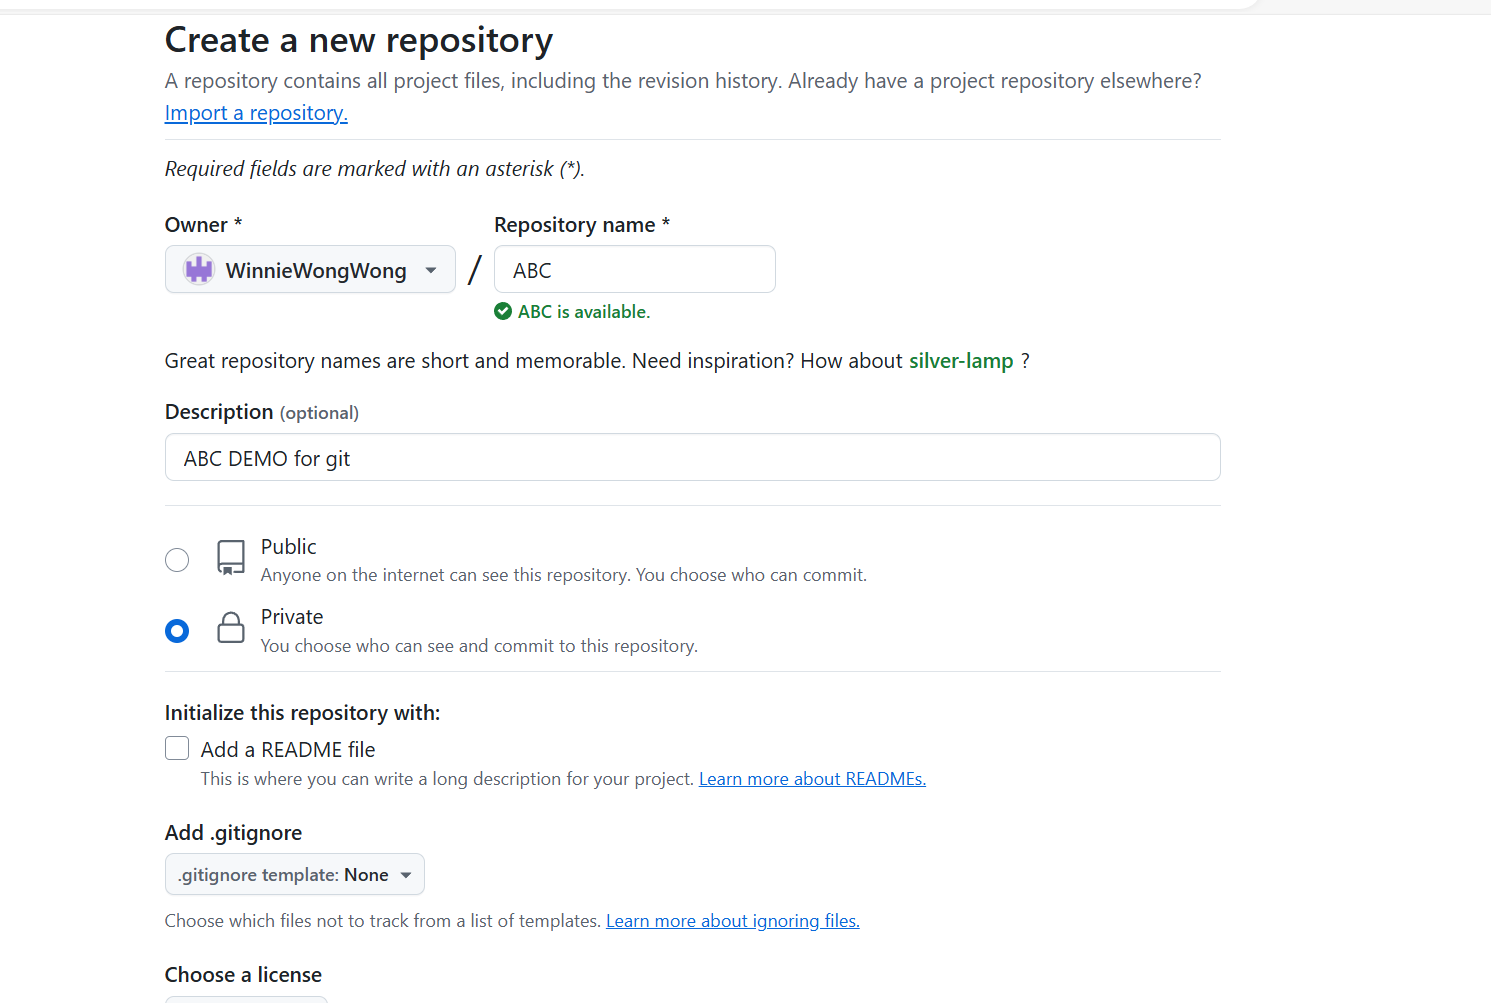 Create a new repository
A repository contains all project files, including the revision history. Already have a project repository elsewhere?
Import a repository.
Required fields are marked with an asterisk (*).
Owner * Repository name *
WinnieWongWong / ABC
ABC is available.
Great repository names are short and memorable. Need inspiration? How about silver-lamp ?
Description (optional)
ABC DEMO for git
Public
Anyone on the internet can see this repository. You choose who can commit.
Private
You choose who can see and commit to this repository.
Initialize this repository with:
Add a README file
This is where you can write a long description for your project. Learn more about READMEs.
Add .gitignore
.gitignore template: None
Choose which files not to track from a list of templates. Learn more about ignoring files.
Choose a license